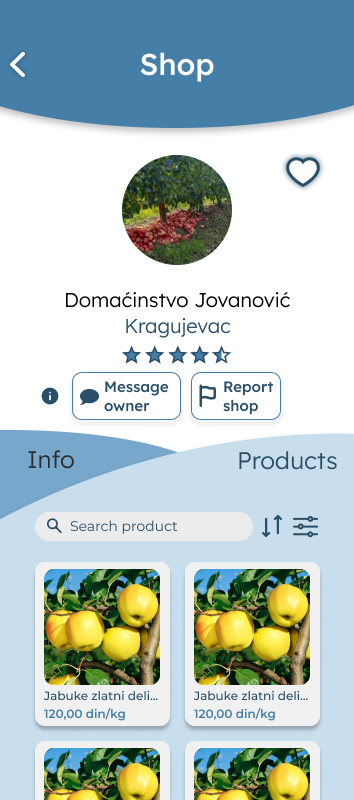 Shop
Domaćinstvo Jovanović
Kragujevac
Message
owner
Report
shop
Info
Products
Search product
Jabuke zlatni deli...
Jabuke zlatni deli...
120,00 din/kg
120,00 din/kg